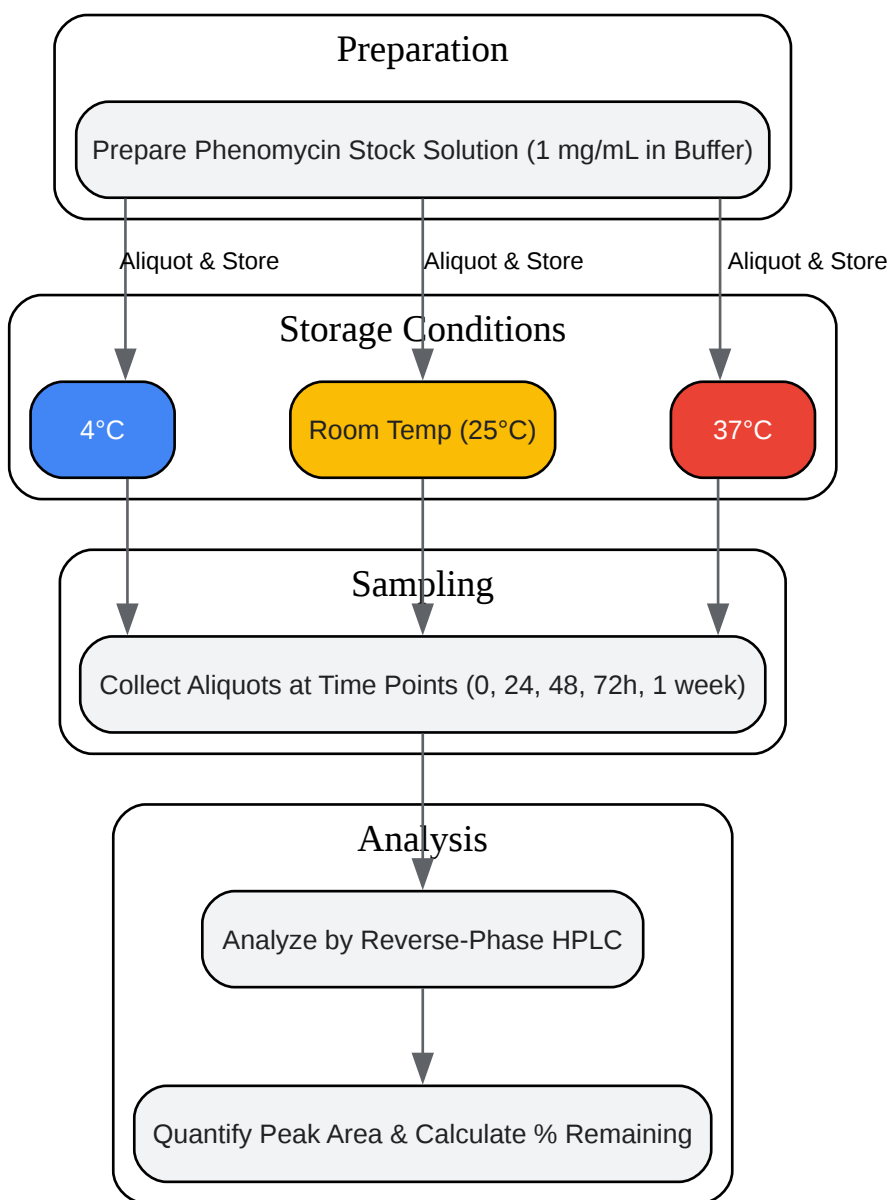 Preparation
Prepare Phenomycin Stock Solution (1 mg/mL in Buffer)
Aliquot & Store
Aliquot & Store
Aliquot & Store
Storage Conditions
4°C
Room Temp (25°C)
37°C
Sampling
Collect Aliquots at Time Points (0, 24, 48, 72h, 1 week)
Analysis
Analyze by Reverse-Phase HPLC
Quantify Peak Area & Calculate % Remaining